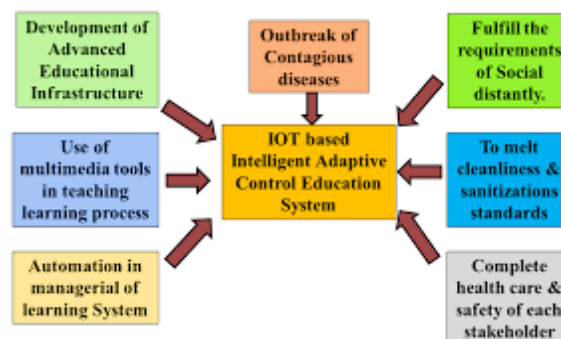 Development of
Advanced
Educational
Infrastructure
Outbreak of
Contagious
diseases
Fulfill the
requirements
of Social
distantly.
Use of
multimedia tools
in teaching
learning process
IOT based
Intelligent Adaptive
Control Education
System
To melt
cleanliness &
sanitizations
standards
Automation in
managerial of
learning System
Complete
health care &
safety of each
stakeholder